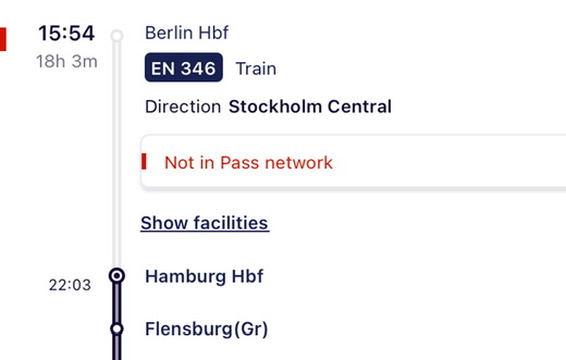 15:54 Berlin Hbf
18h 3m EN 346 Train
Direction Stockholm Central
Not in Pass network
Show facilities
22:03 Hamburg Hbf
Flensburg(Gr)